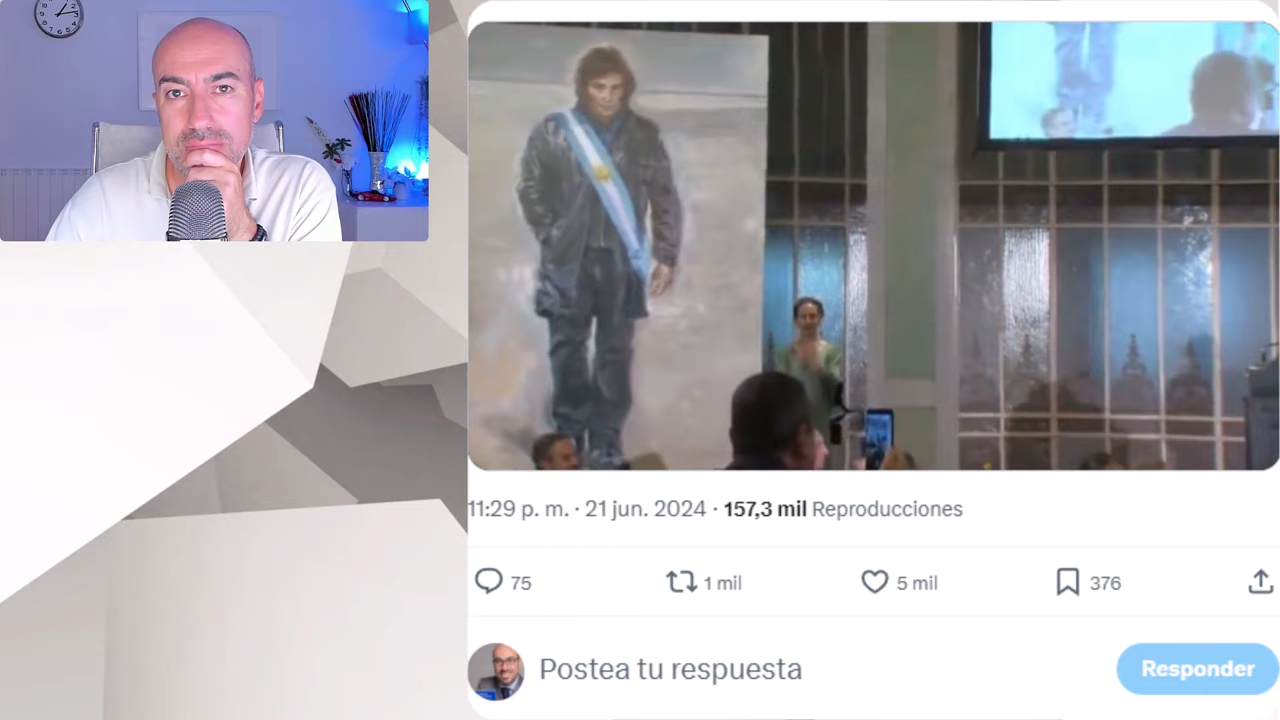 11:29 p. m. · 21 jun. 2024 · 157,3 mil Reproducciones
75 1 mil 5 mil 376
Postea tu respuesta Responder